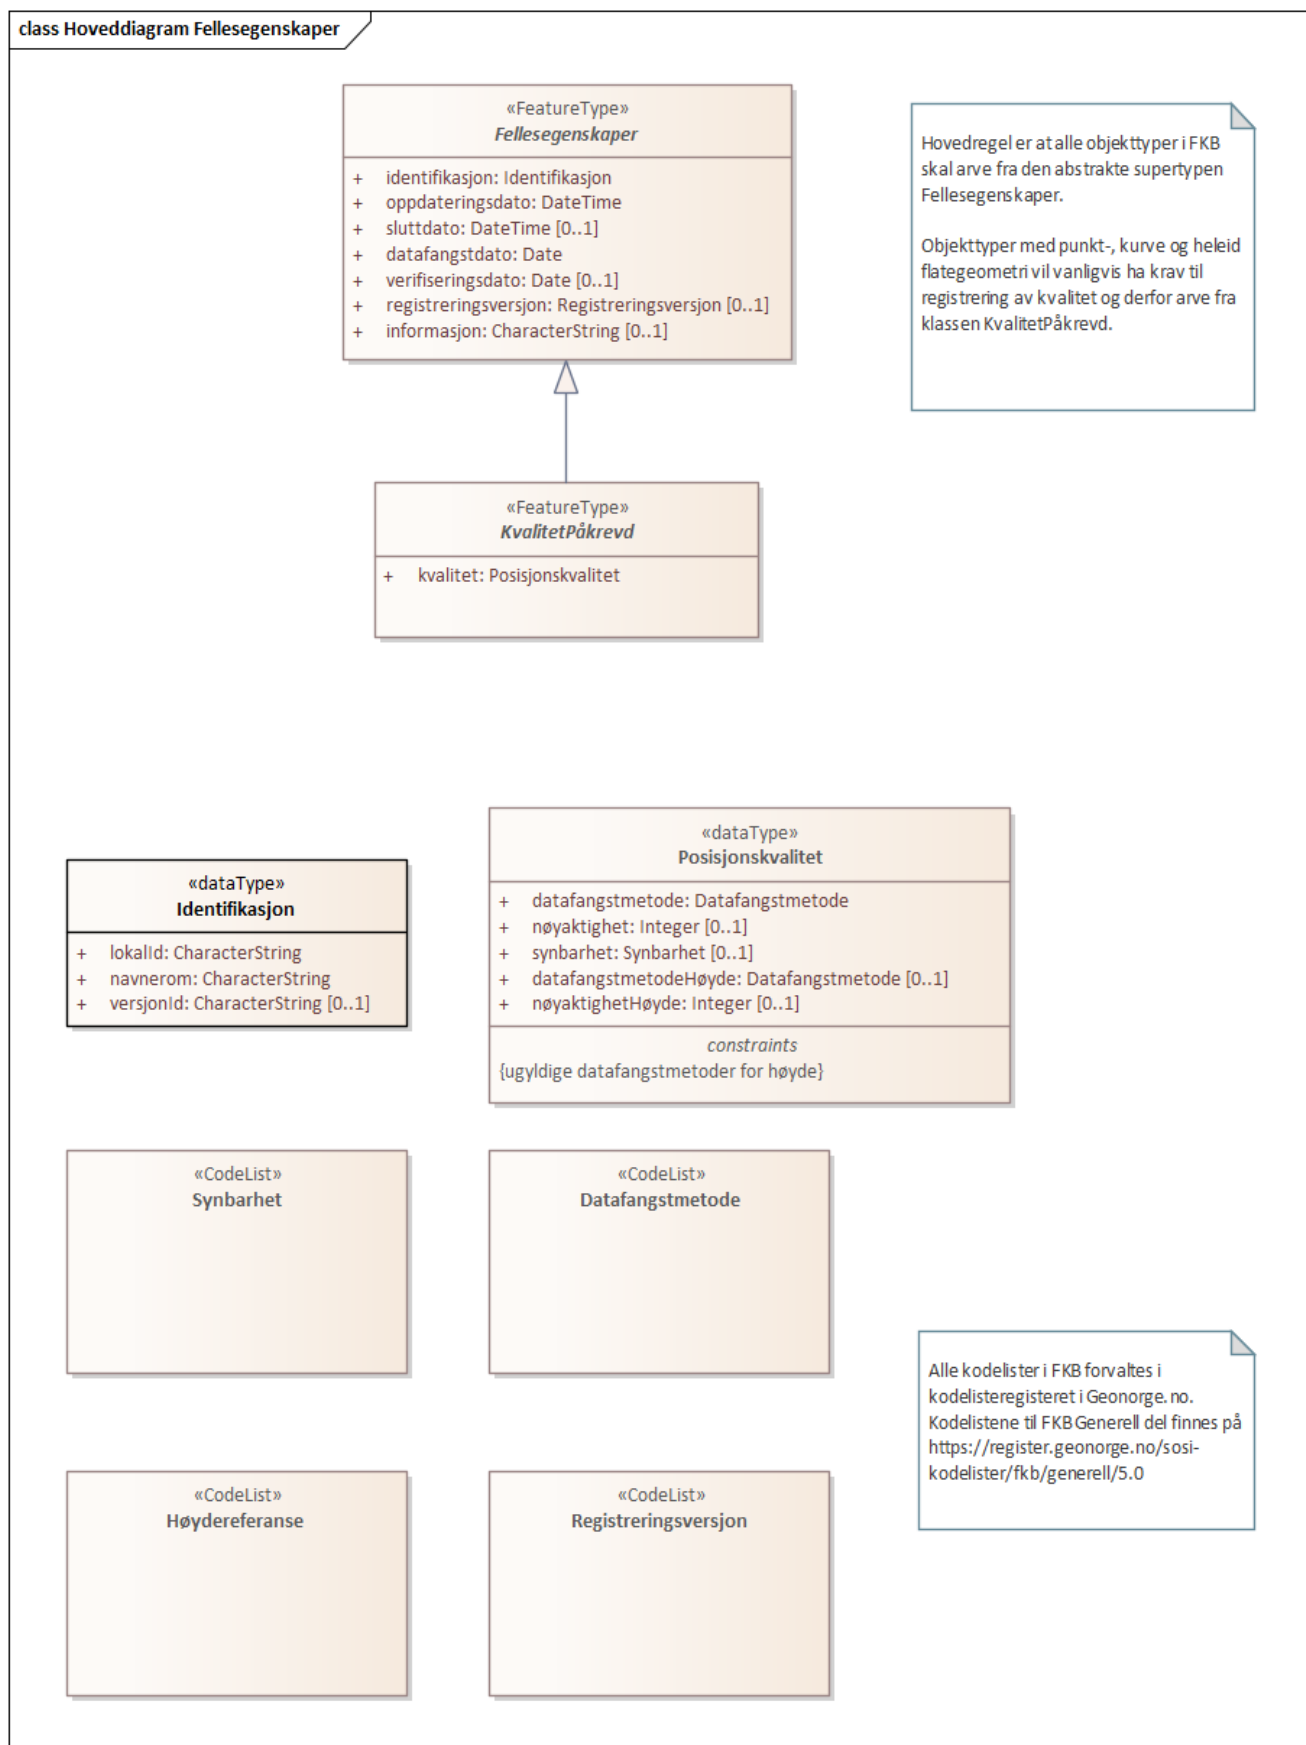 class Hoveddiagram Fellesegenskaper
«FeatureType»
Fellesegenskaper
+ identifikasjon: Identifikasjon
+ oppdateringsdato: DateTime
+ sluttdato: DateTime [0..1]
+ datafangstdato: Date
+ verifiseringsdato: Date [0..1]
+ registreringsversjon: Registreringsversjon [0..1]
+ informasjon: CharacterString [0..1]
Hovedregel er at alle objekttyper i FKB
skal arve fra den abstrakte supertypen
Fellesegenskaper.
Objekttyper med punkt-, kurve og heleid
flategeometri vil vanligvis ha krav til
registrering av kvalitet og derfor arve fra
klassen KvalitetPåkrevd.
«FeatureType»
KvalitetPåkrevd
+ kvalitet: Posisjonskvalitet
«dataType»
Identifikasjon
+ lokalId: CharacterString
+ navnerom: CharacterString
+ versjonId: CharacterString [0..1]
«dataType»
Posisjonskvalitet
+ datafangstmetode: Datafangstmetode
+ nøyaktighet: Integer [0..1]
+ synbarhet: Synbarhet [0..1]
+ datafangstmetodeHøyde: Datafangstmetode [0..1]
+ nøyaktighetHøyde: Integer [0..1]
constraints
{ugyldige datafangstmetoder for høyde}
«CodeList»
Synbarhet
«CodeList»
Datafangstmetode
Alle kodelister i FKB forvaltes i
kodelisteregisteret i Geonorge.no.
Kodelistene til FKB Generell del finnes på
https://register.geonorge.no/sosi-
kodelister/fkb/generell/5.0
«CodeList»
Høydereferanse
«CodeList»
Registreringsversjon